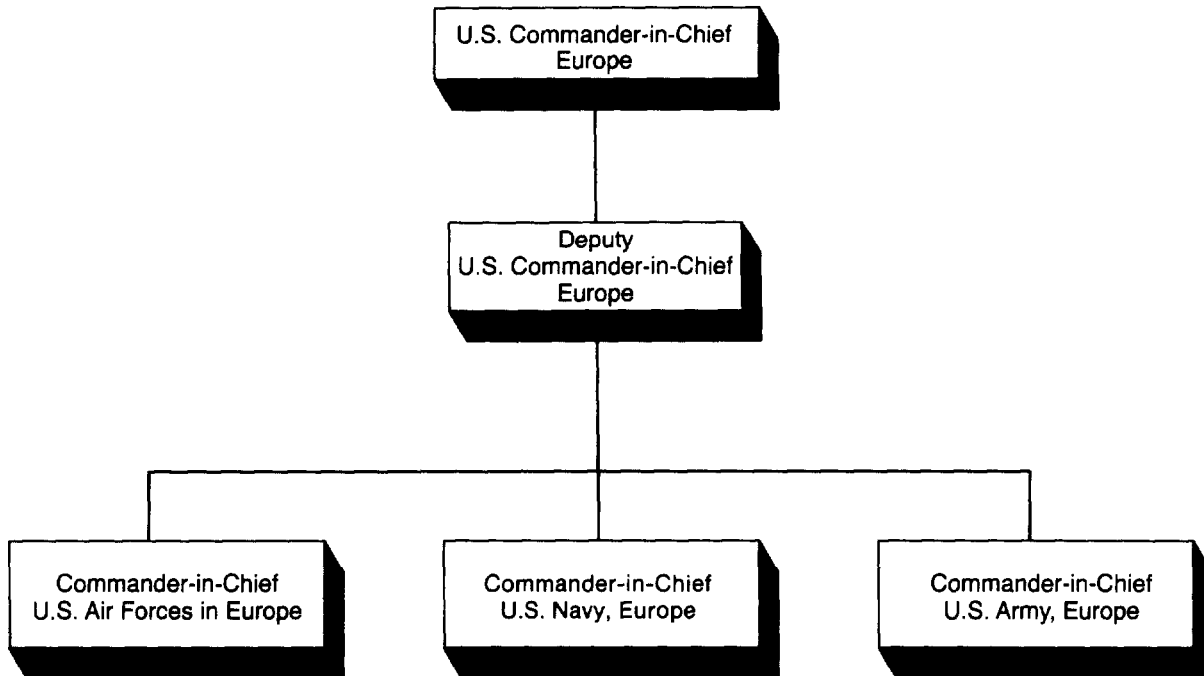 U.S. Commander-in-Chief
Europe
Deputy
U.S. Commander-in-Chief
Europe
Commander-in-Chief
U.S. Air Forces in Europe
Commander-in-Chief
U.S. Navy, Europe
Commander-in-Chief
U.S. Army, Europe